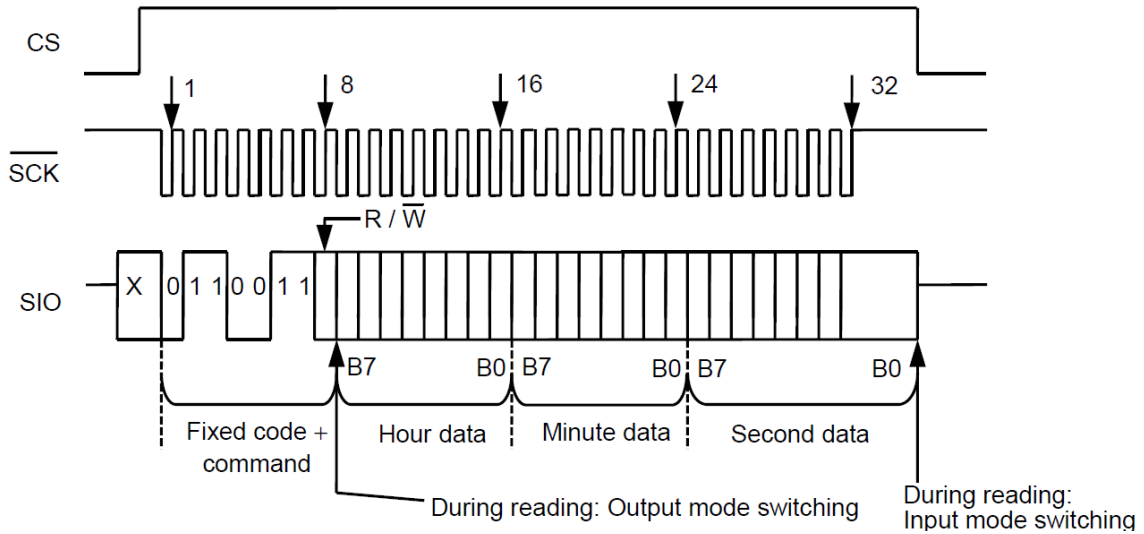 CS
1 8 16 24 32
SCK
R / W
SIO
X 0 1 1 0 0 1 1
B7 B0 B7 B0 B7 B0
Fixed code +
command
Hour data
Minute data
Second data
During reading: Output mode switching
During reading:
Input mode switching